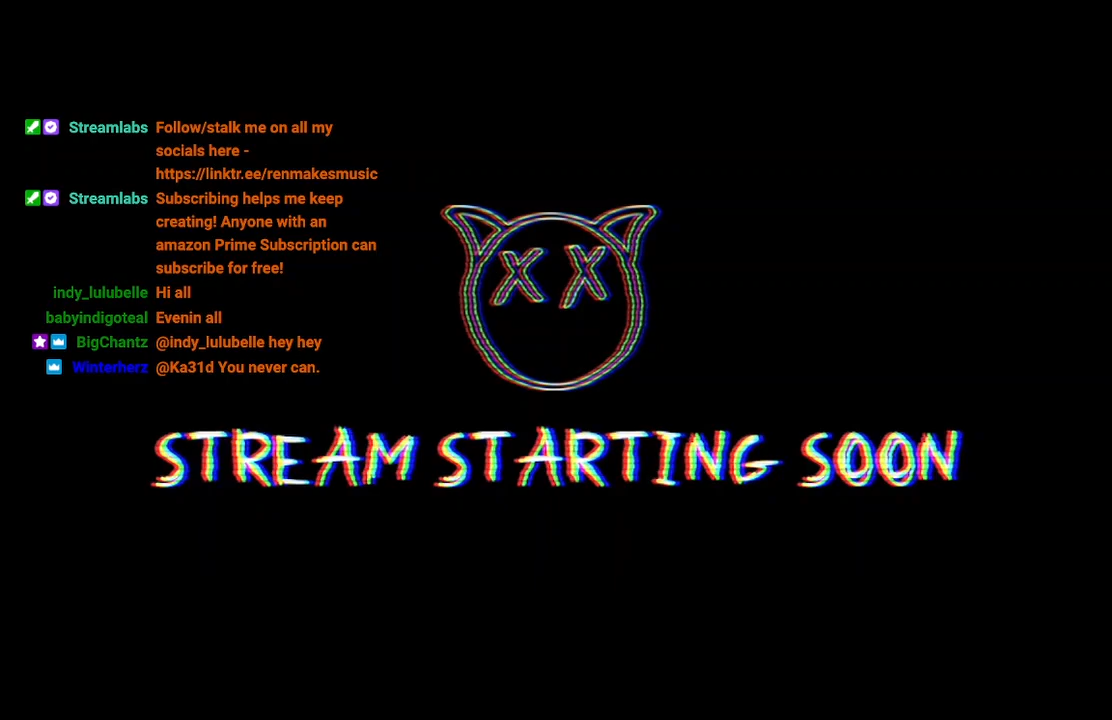 Streamlabs Follow/stalk me on all my
socials here -
https://linktr.ee/renmakesmusic
Streamlabs Subscribing helps me keep
creating! Anyone with an
amazon Prime Subscription can
subscribe for free!
indy_lulubelle Hi all
babyindigoteal Evenin all
BigChantz @indy_lulubelle hey hey
Winterherz @Ka31d You never can.
STREAM STARTING SOON